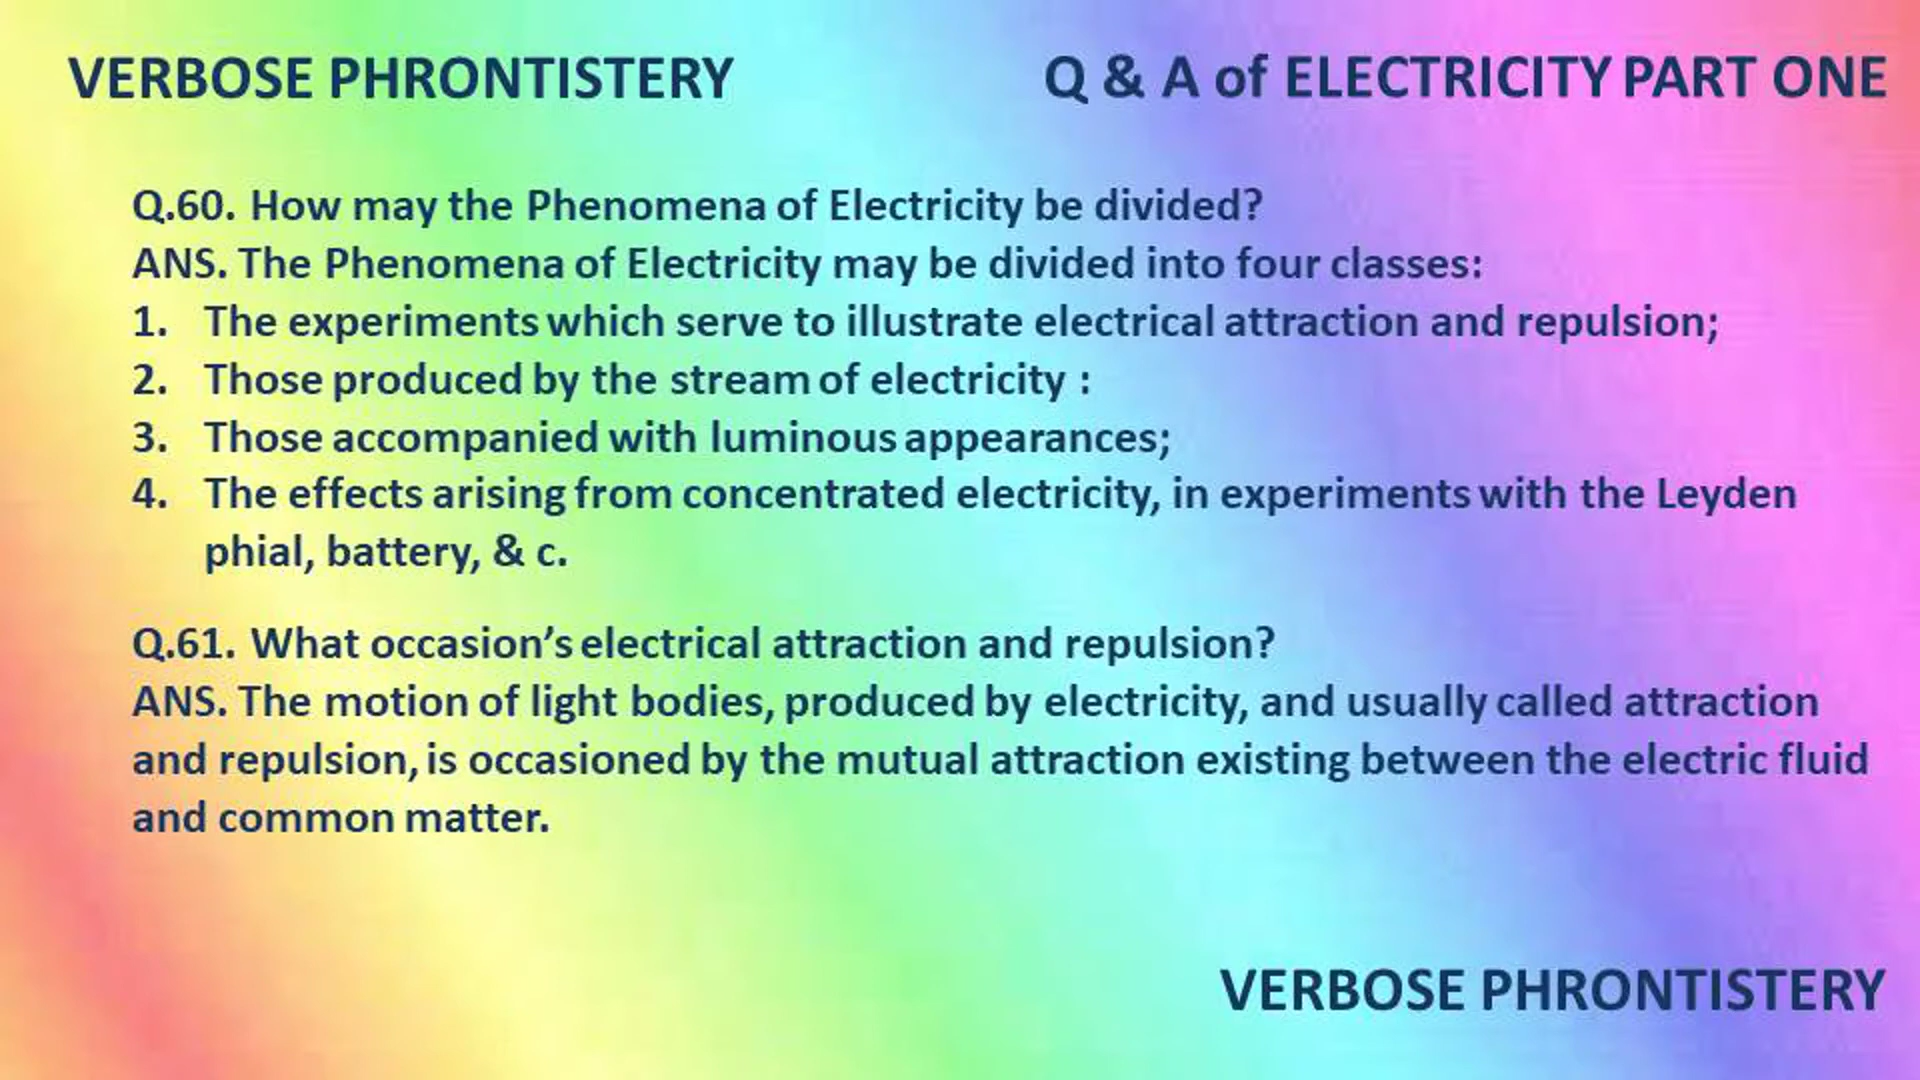 VERBOSE PHRONTISTERY
Q & A of ELECTRICITY PART ONE
Q.60. How may the Phenomena of Electricity be divided?
ANS. The Phenomena of Electricity may be divided into four classes:
1. The experiments which serve to illustrate electrical attraction and repulsion;
2. Those produced by the stream of electricity :
3. Those accompanied with luminous appearances;
4. The effects arising from concentrated electricity, in experiments with the Leyden
phial, battery, & c.
Q.61. What occasion’s electrical attraction and repulsion?
ANS. The motion of light bodies, produced by electricity, and usually called attraction
and repulsion, is occasioned by the mutual attraction existing between the electric fluid
and common matter.
VERBOSE PHRONTISTERY